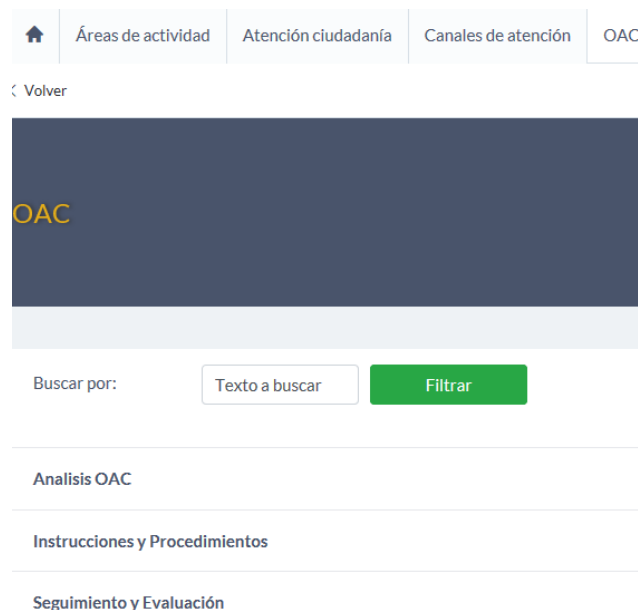 Áreas de actividad Atención ciudadanía Canales de atención OAC
Volver
OAC
Buscar por: Texto a buscar Filtrar
Analisis OAC
Instrucciones y Procedimientos
Seguimiento y Evaluación